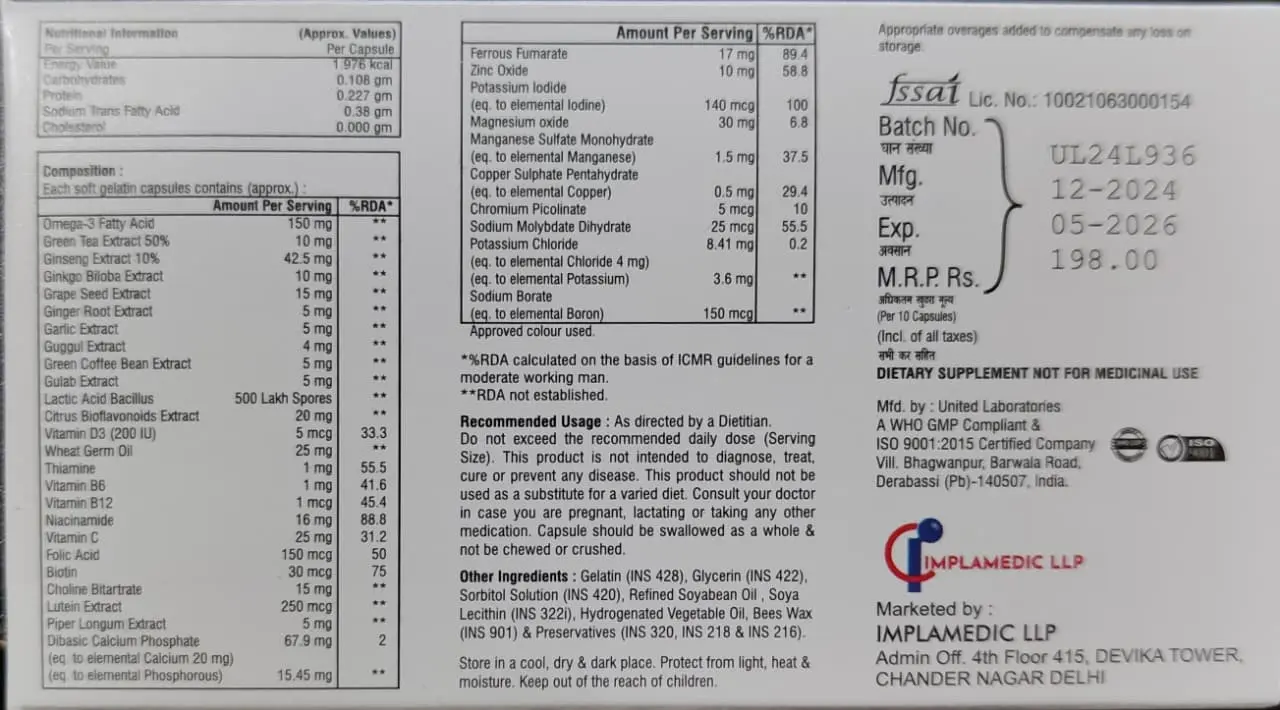 Nutritional Information (Approx. Values)
Per Serving Per Capsule
Energy Value 1.976 kcal
Carbohydrates 0.108 gm
Protein 0.227 gm
Sodium Trans Fatty Acid 0.38 gm
Cholesterol 0.000 gm
Composition :
Each soft gelatin capsules contains (approx.) :
Amount Per Serving %RDA*
Omega-3 Fatty Acid 150 mg **
Green Tea Extract 50% 10 mg **
Ginseng Extract 10% 42.5 mg **
Ginkgo Biloba Extract 10 mg **
Grape Seed Extract 15 mg **
Ginger Root Extract 5 mg **
Garlic Extract 5 mg **
Guggul Extract 4 mg **
Green Coffee Bean Extract 5 mg **
Gulab Extract 5 mg **
Lactic Acid Bacillus 500 Lakh Spores **
Citrus Bioflavonoids Extract 20 mg **
Vitamin D3 (200 IU) 5 mcg 33.3
Wheat Germ Oil 25 mg **
Thiamine 1 mg 55.5
Vitamin B6 1 mg 41.6
Vitamin B12 1 mcg 45.4
Niacinamide 16 mg 88.8
Vitamin C 25 mg 31.2
Folic Acid 150 mcg 50
Biotin 30 mcg 75
Choline Bitartrate 15 mg **
Lutein Extract 250 mcg **
Piper Longum Extract 5 mg **
Dibasic Calcium Phosphate 67.9 mg 2
(eq. to elemental Calcium 20 mg)
(eq. to elemental Phosphorous) 15.45 mg **
Amount Per Serving %RDA*
Ferrous Fumarate 17 mg 89.4
Zinc Oxide 10 mg 58.8
Potassium Iodide
(eq. to elemental Iodine) 140 mcg 100
Magnesium oxide 30 mg 6.8
Manganese Sulfate Monohydrate
(eq. to elemental Manganese) 1.5 mg 37.5
Copper Sulphate Pentahydrate
(eq. to elemental Copper) 0.5 mg 29.4
Chromium Picolinate 5 mcg 10
Sodium Molybdate Dihydrate 25 mcg 55.5
Potassium Chloride 8.41 mg 0.2
(eq. to elemental Chloride 4 mg)
(eq. to elemental Potassium) 3.6 mg **
Sodium Borate
(eq. to elemental Boron) 150 mcg **
Approved colour used.
*%RDA calculated on the basis of ICMR guidelines for a
moderate working man.
**RDA not established.
Recommended Usage : As directed by a Dietitian.
Do not exceed the recommended daily dose (Serving
Size). This product is not intended to diagnose, treat,
cure or prevent any disease. This product should not be
used as a substitute for a varied diet. Consult your doctor
in case you are pregnant, lactating or taking any other
medication. Capsule should be swallowed as a whole &
not be chewed or crushed.
Other Ingredients : Gelatin (INS 428), Glycerin (INS 422),
Sorbitol Solution (INS 420), Refined Soyabean Oil , Soya
Lecithin (INS 322i), Hydrogenated Vegetable Oil, Bees Wax
(INS 901) & Preservatives (INS 320, INS 218 & INS 216).
Store in a cool, dry & dark place. Protect from light, heat &
moisture. Keep out of the reach of children.
Appropriate overages added to compensate any loss on
storage.
fssai Lic. No.: 10021063000154
Batch No. UL24L936
घान संख्या
Mfg. 12-2024
उत्पादन
Exp. 05-2026
अवसान
M.R.P. Rs. 198.00
अधिकतम खुदरा मूल्य
(Per 10 Capsules)
(Incl. of all taxes)
सभी कर सहित
DIETARY SUPPLEMENT NOT FOR MEDICINAL USE
Mfd. by : United Laboratories
A WHO GMP Compliant &
ISO 9001:2015 Certified Company
Vill. Bhagwanpur, Barwala Road,
Derabassi (Pb)-140507, India.
ISO
IMPLAMEDIC LLP
Marketed by :
IMPLAMEDIC LLP
Admin Off. 4th Floor 415, DEVIKA TOWER,
CHANDER NAGAR DELHI